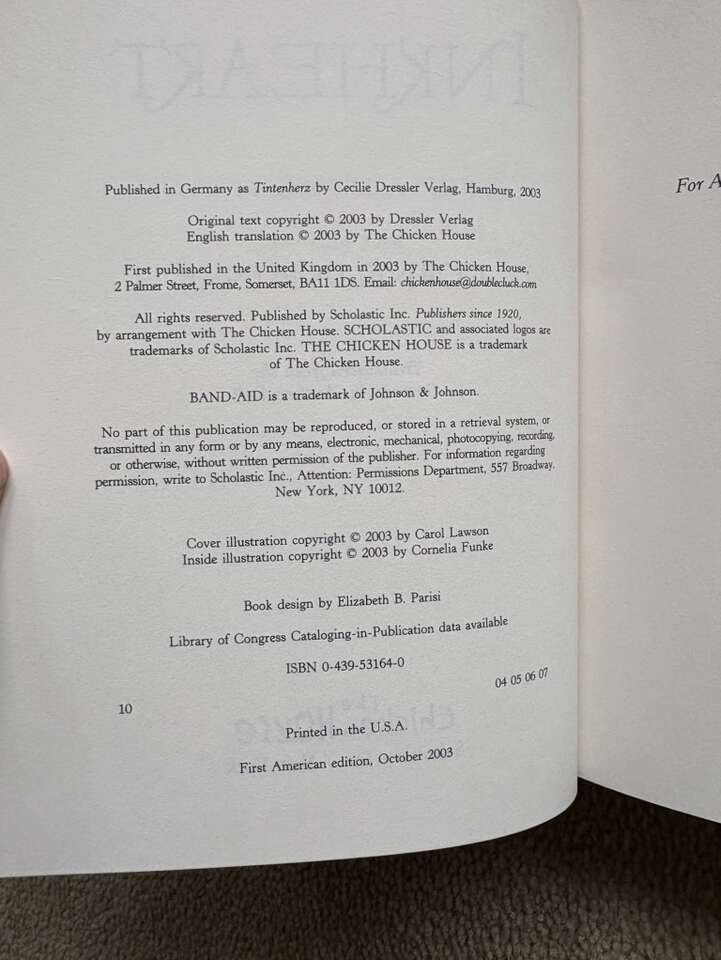 INKHEART
Published in Germany as Tintenherz by Cecilie Dressler Verlag, Hamburg, 2003
Original text copyright © 2003 by Dressler Verlag
English translation © 2003 by The Chicken House
First published in the United Kingdom in 2003 by The Chicken House,
2 Palmer Street, Frome, Somerset, BA11 1DS. Email: chickenhouse@doublecluck.com
All rights reserved. Published by Scholastic Inc. Publishers since 1920,
by arrangement with The Chicken House. SCHOLASTIC and associated logos are
trademarks of Scholastic Inc. THE CHICKEN HOUSE is a trademark
of The Chicken House.
BAND-AID is a trademark of Johnson & Johnson.
No part of this publication may be reproduced, or stored in a retrieval system, or
transmitted in any form or by any means, electronic, mechanical, photocopying, recording,
or otherwise, without written permission of the publisher. For information regarding
permission, write to Scholastic Inc., Attention: Permissions Department, 557 Broadway,
New York, NY 10012.
Cover illustration copyright © 2003 by Carol Lawson
Inside illustration copyright © 2003 by Cornelia Funke
Book design by Elizabeth B. Parisi
Library of Congress Cataloging-in-Publication data available
ISBN 0-439-53164-0
10 04 05 06 07
Printed in the U.S.A.
First American edition, October 2003
For A